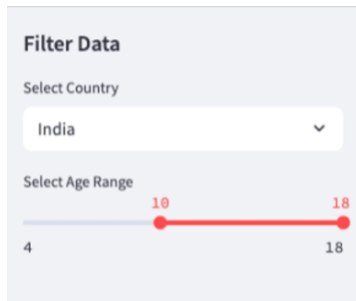 Filter Data
Select Country
India
Select Age Range
10 18
4 18